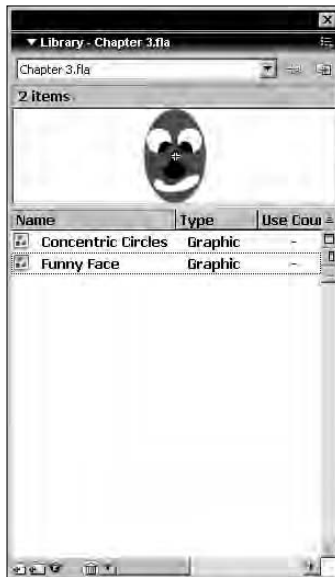 Library - Chapter 3.fla
Chapter 3.fla
2 items
Name Type Use Cou
Concentric Circles Graphic -
Funny Face Graphic -